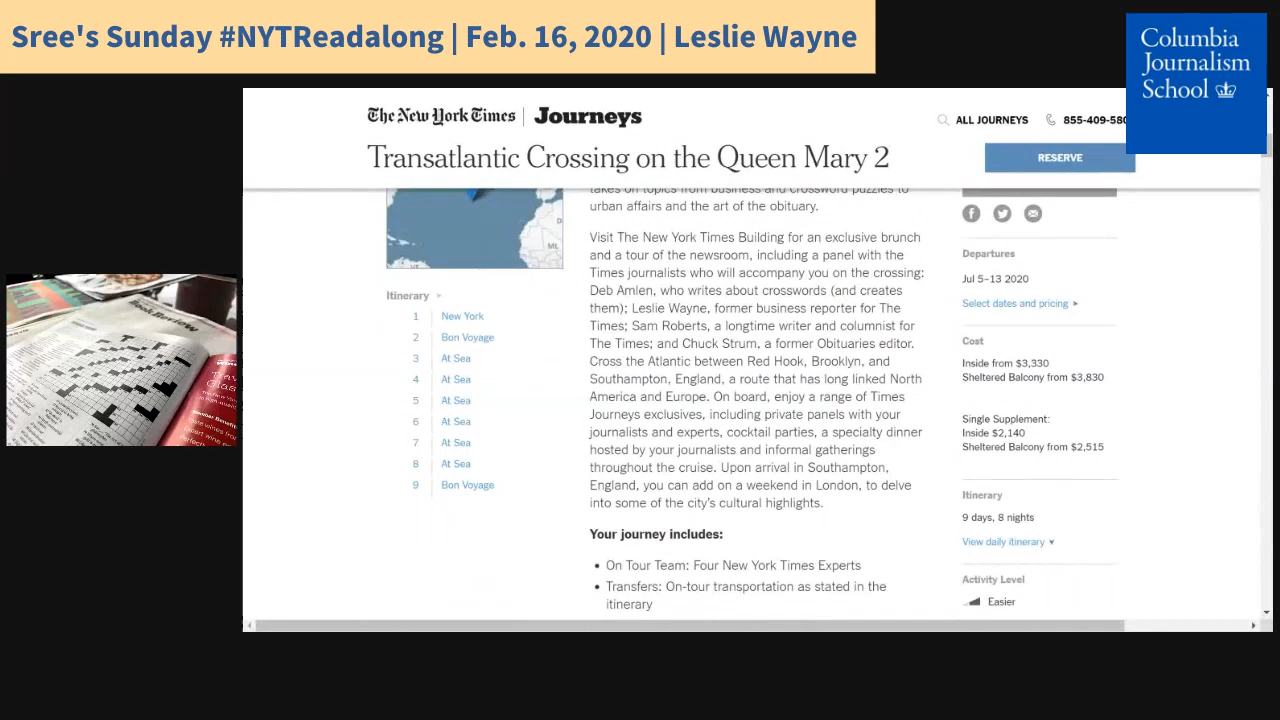 Sree's Sunday #NYTReadalong | Feb. 16, 2020 | Leslie Wayne
Columbia
Journalism
School
The New York Times | Journeys
ALL JOURNEYS
855-409-580
Transatlantic Crossing on the Queen Mary 2
RESERVE
takes on topics from business and crossword puzzles to
urban affairs and the art of the obituary.
Visit The New York Times Building for an exclusive brunch
and a tour of the newsroom, including a panel with the
Times journalists who will accompany you on the crossing:
Deb Amlen, who writes about crosswords (and creates
them); Leslie Wayne, former business reporter for The
Times; Sam Roberts, a longtime writer and columnist for
The Times; and Chuck Strum, a former Obituaries editor.
Cross the Atlantic between Red Hook, Brooklyn, and
Southampton, England, a route that has long linked North
America and Europe. On board, enjoy a range of Times
Journeys exclusives, including private panels with your
journalists and experts, cocktail parties, a specialty dinner
hosted by your journalists and informal gatherings
throughout the cruise. Upon arrival in Southampton,
England, you can add on a weekend in London, to delve
into some of the city's cultural highlights.
Your journey includes:
• On Tour Team: Four New York Times Experts
• Transfers: On-tour transportation as stated in the
itinerary
ML
Itinerary
1 New York
2 Bon Voyage
3 At Sea
4 At Sea
5 At Sea
6 At Sea
7 At Sea
8 At Sea
9 Bon Voyage
Departures
Jul 5–13 2020
Select dates and pricing
Cost
Inside from $3,330
Sheltered Balcony from $3,830
Single Supplement:
Inside $2,140
Sheltered Balcony from $2,515
Itinerary
9 days, 8 nights
View daily itinerary
Activity Level
Easier